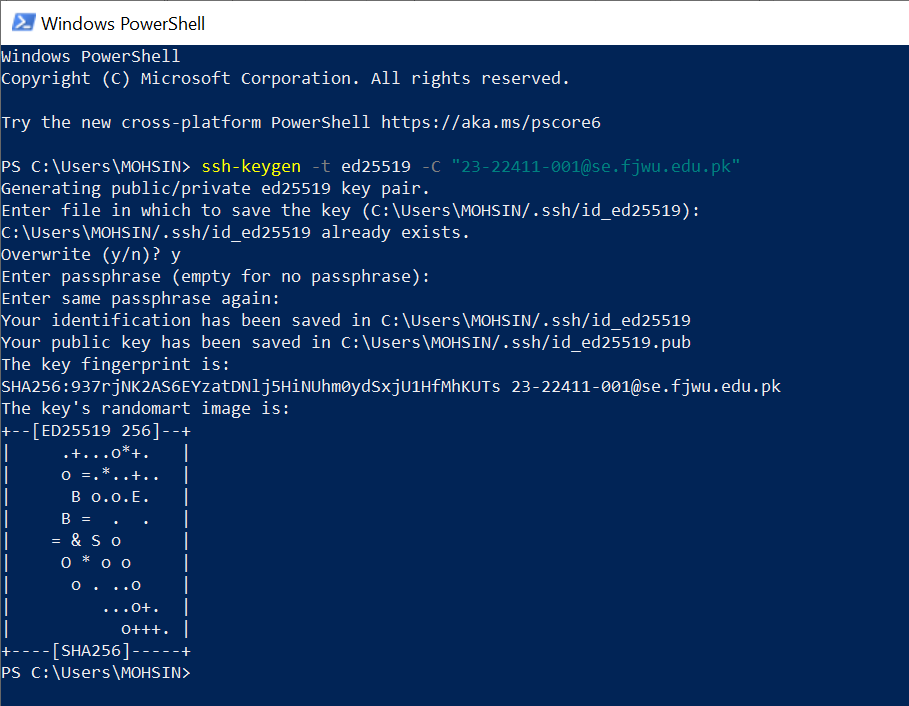 Windows PowerShell
Windows PowerShell
Copyright (C) Microsoft Corporation. All rights reserved.
Try the new cross-platform PowerShell https://aka.ms/pscore6
PS C:\Users\MOHSIN> ssh-keygen -t ed25519 -C "23-22411-001@se.fjwu.edu.pk"
Generating public/private ed25519 key pair.
Enter file in which to save the key (C:\Users\MOHSIN/.ssh/id_ed25519):
C:\Users\MOHSIN/.ssh/id_ed25519 already exists.
Overwrite (y/n)? y
Enter passphrase (empty for no passphrase):
Enter same passphrase again:
Your identification has been saved in C:\Users\MOHSIN/.ssh/id_ed25519
Your public key has been saved in C:\Users\MOHSIN/.ssh/id_ed25519.pub
The key fingerprint is:
SHA256:937rjNK2AS6EYzatDNlj5HiNUhm0ydSxjU1HfMhKUTs 23-22411-001@se.fjwu.edu.pk
The key's randomart image is:
+--[ED25519 256]--+
|     .+...o*+.   |
|     o =.*..+..  |
|      B o.o.E.   |
|     B =  .  .   |
|    = & S o      |
|     O * o o     |
|      o . ..o    |
|         ...o+.  |
|           o+++. |
+----[SHA256]-----+
PS C:\Users\MOHSIN>